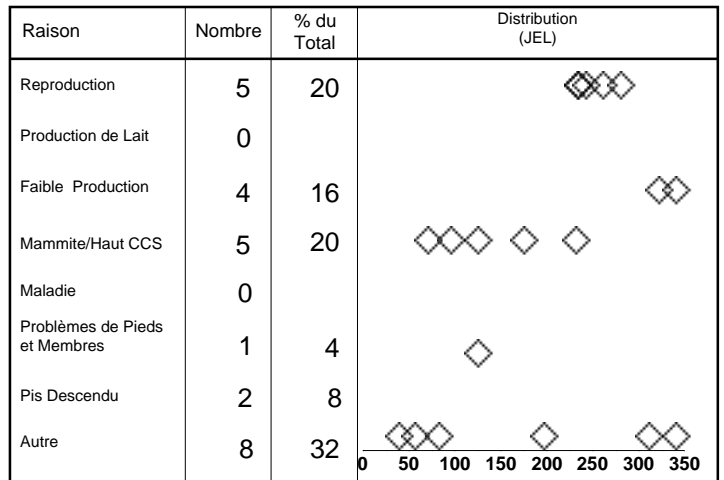 Raison Nombre % du Total Distribution (JEL)
Reproduction 5 20
Production de Lait 0
Faible Production 4 16
Mammite/Haut CCS 5 20
Maladie 0
Problèmes de Pieds
et Membres 1 4
Pis Descendu 2 8
Autre 8 32
0 50 100 150 200 250 300 350